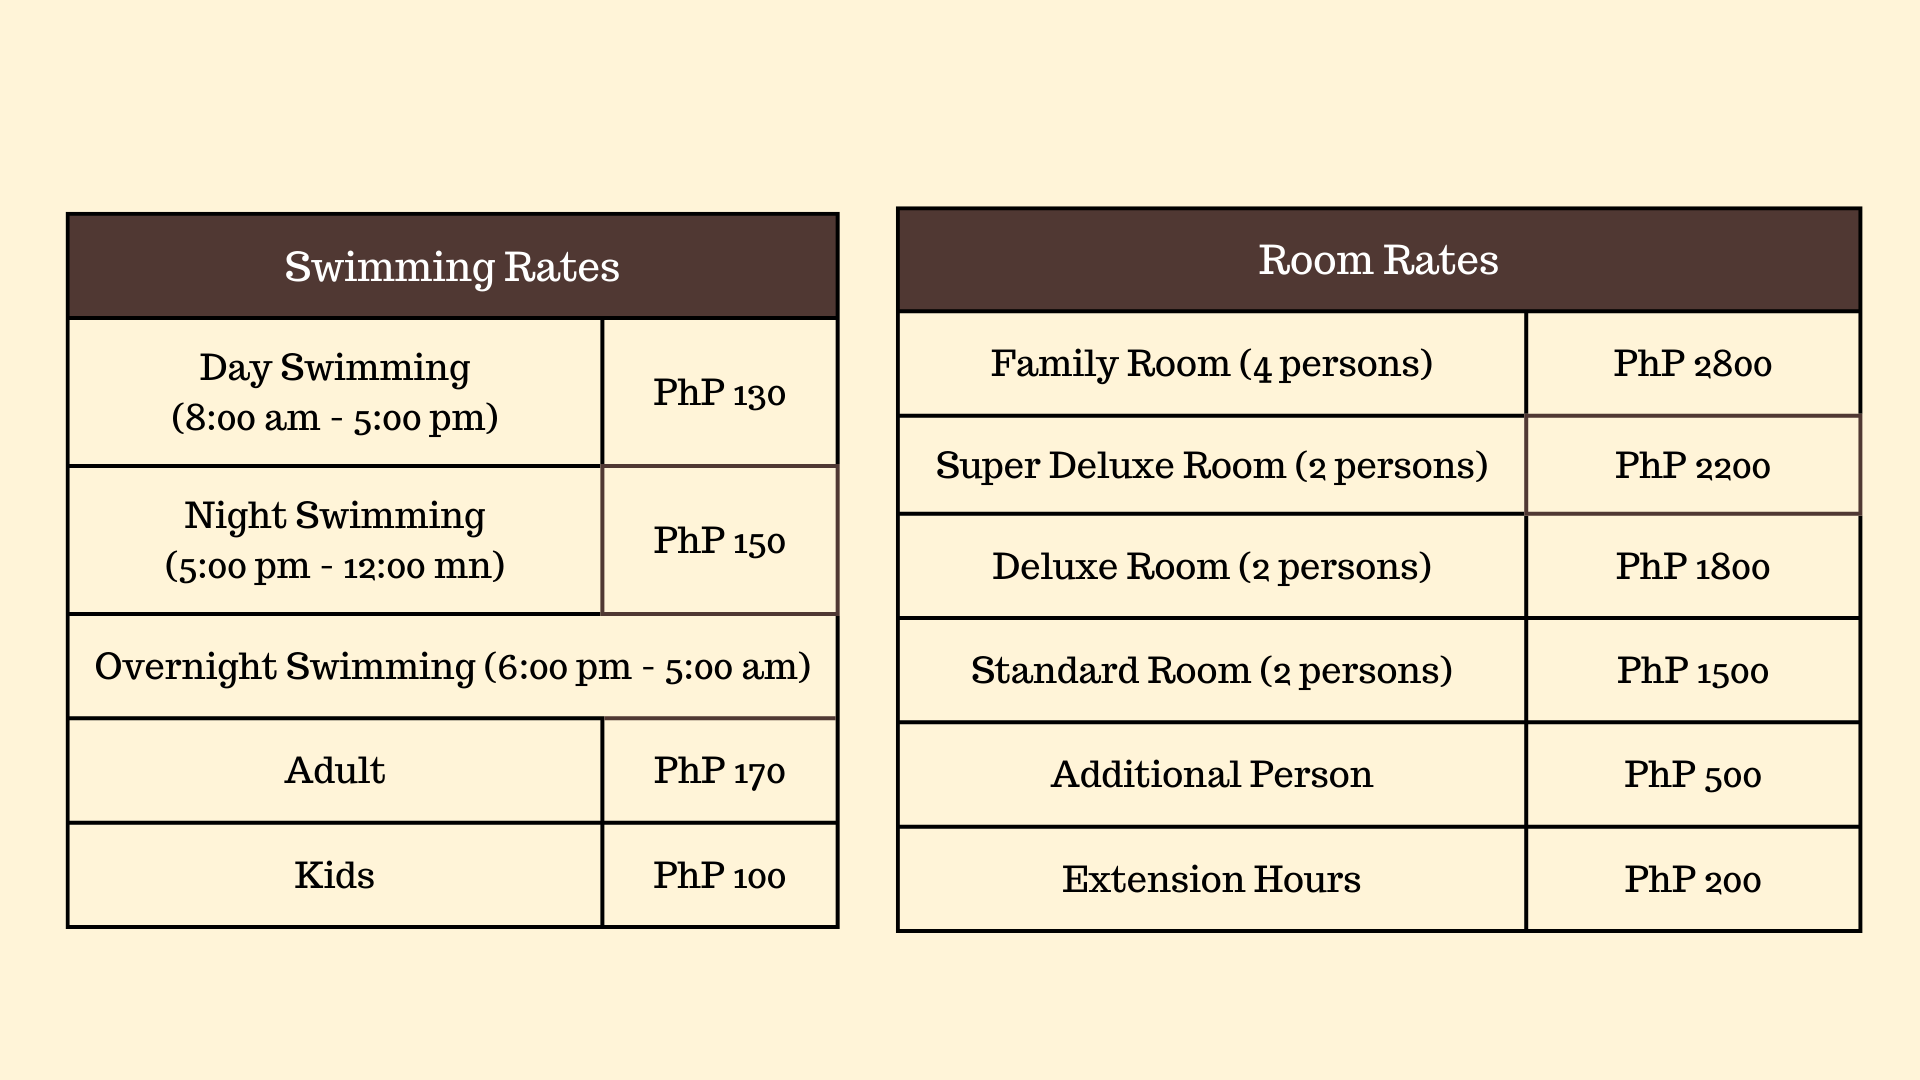 Swimming Rates
Day Swimming
(8:00 am - 5:00 pm)
PhP 130
Night Swimming
(5:00 pm - 12:00 mn)
PhP 150
Overnight Swimming (6:00 pm - 5:00 am)
Adult
PhP 170
Kids
PhP 100
Room Rates
Family Room (4 persons)
PhP 2800
Super Deluxe Room (2 persons)
PhP 2200
Deluxe Room (2 persons)
PhP 1800
Standard Room (2 persons)
PhP 1500
Additional Person
PhP 500
Extension Hours
PhP 200